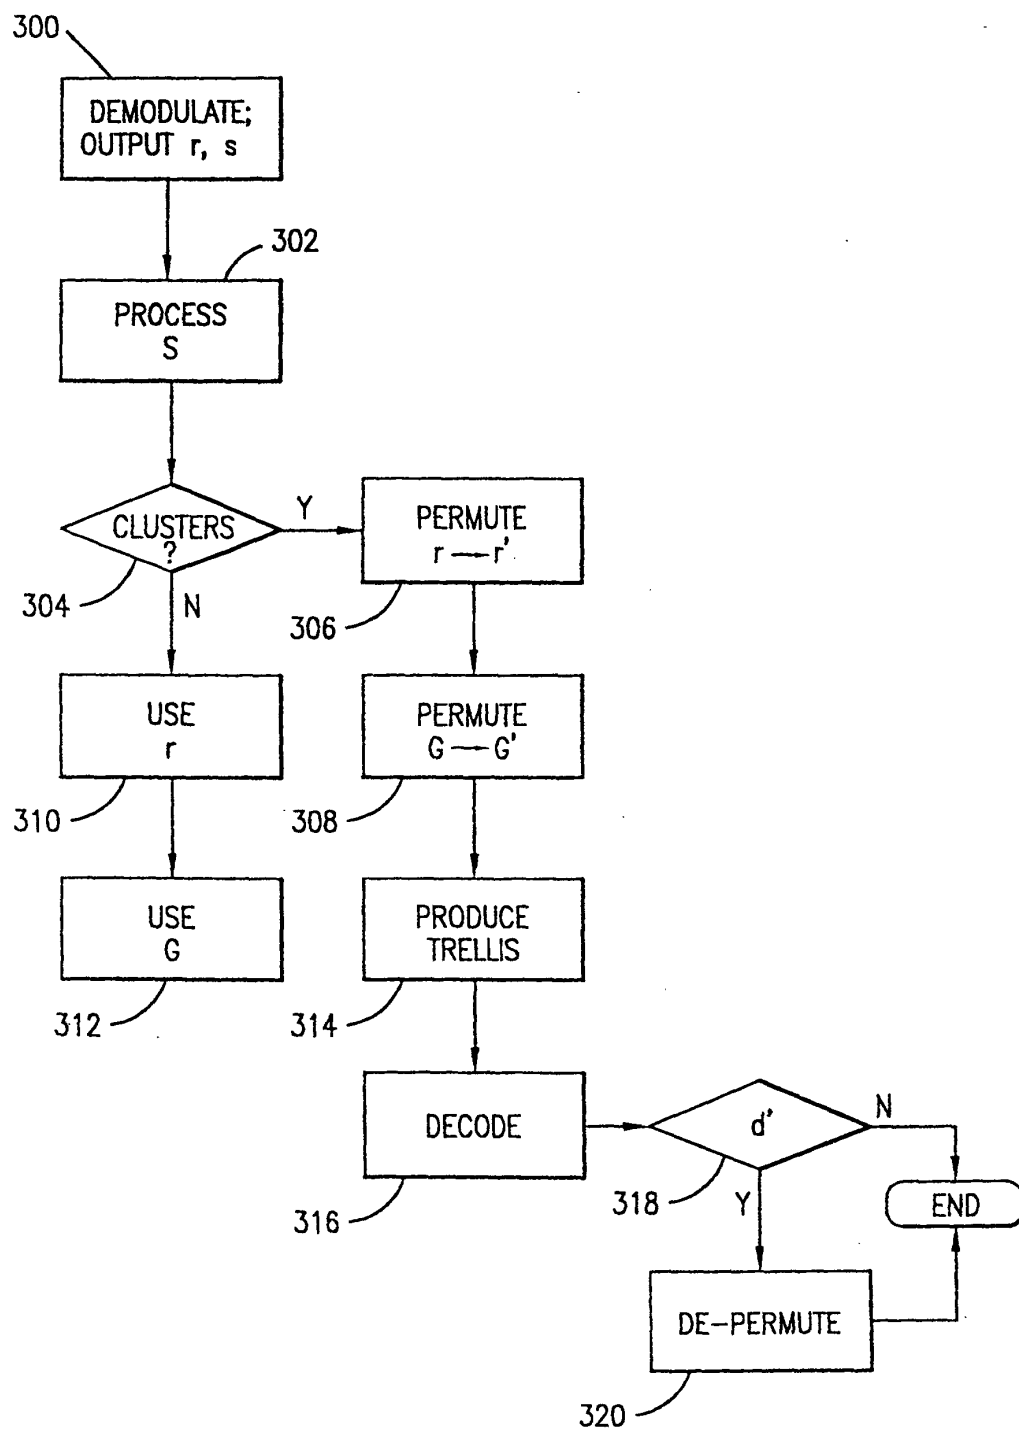 300
DEMODULATE;
OUTPUT r, s
302
PROCESS
S
CLUSTERS
?
304
Y
N
PERMUTE
r → r'
306
USE
r
310
PERMUTE
G → G'
308
USE
G
312
PRODUCE
TRELLIS
314
DECODE
316
d'
318
N
Y
END
DE-PERMUTE
320